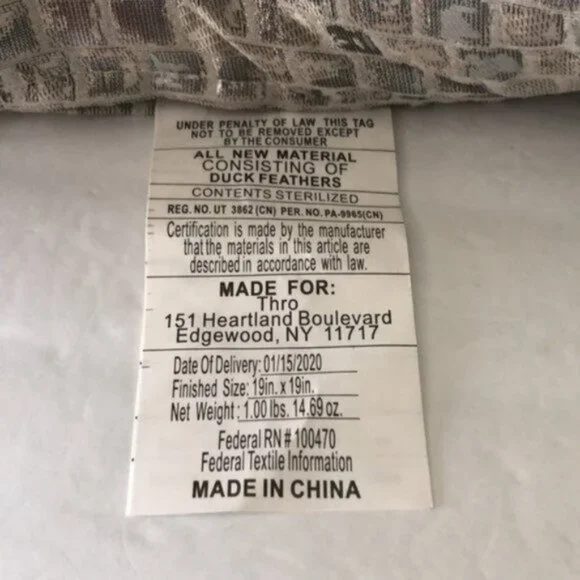 UNDER PENALTY OF LAW THIS TAG
NOT TO BE REMOVED EXCEPT
BY THE CONSUMER
ALL NEW MATERIAL
CONSISTING OF
DUCK FEATHERS
CONTENTS STERILIZED
REG. NO. UT 3862 (CN) PER. NO. PA-9965(CN)
Certification is made by the manufacturer
that the materials in this article are
described in accordance with law.
MADE FOR:
Thro
151 Heartland Boulevard
Edgewood, NY 11717
Date Of Delivery: 01/15/2020
Finished Size: 19in. x 19in.
Net Weight: 1.00 lbs. 14.69 oz.
Federal RN # 100470
Federal Textile Information
MADE IN CHINA